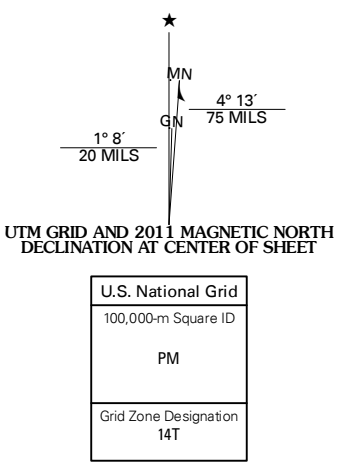 ★
MN
4° 13´
75 MILS
GN
1° 8´
20 MILS
UTM GRID AND 2011 MAGNETIC NORTH
DECLINATION AT CENTER OF SHEET
U.S. National Grid
100,000-m Square ID
PM
Grid Zone Designation
14T